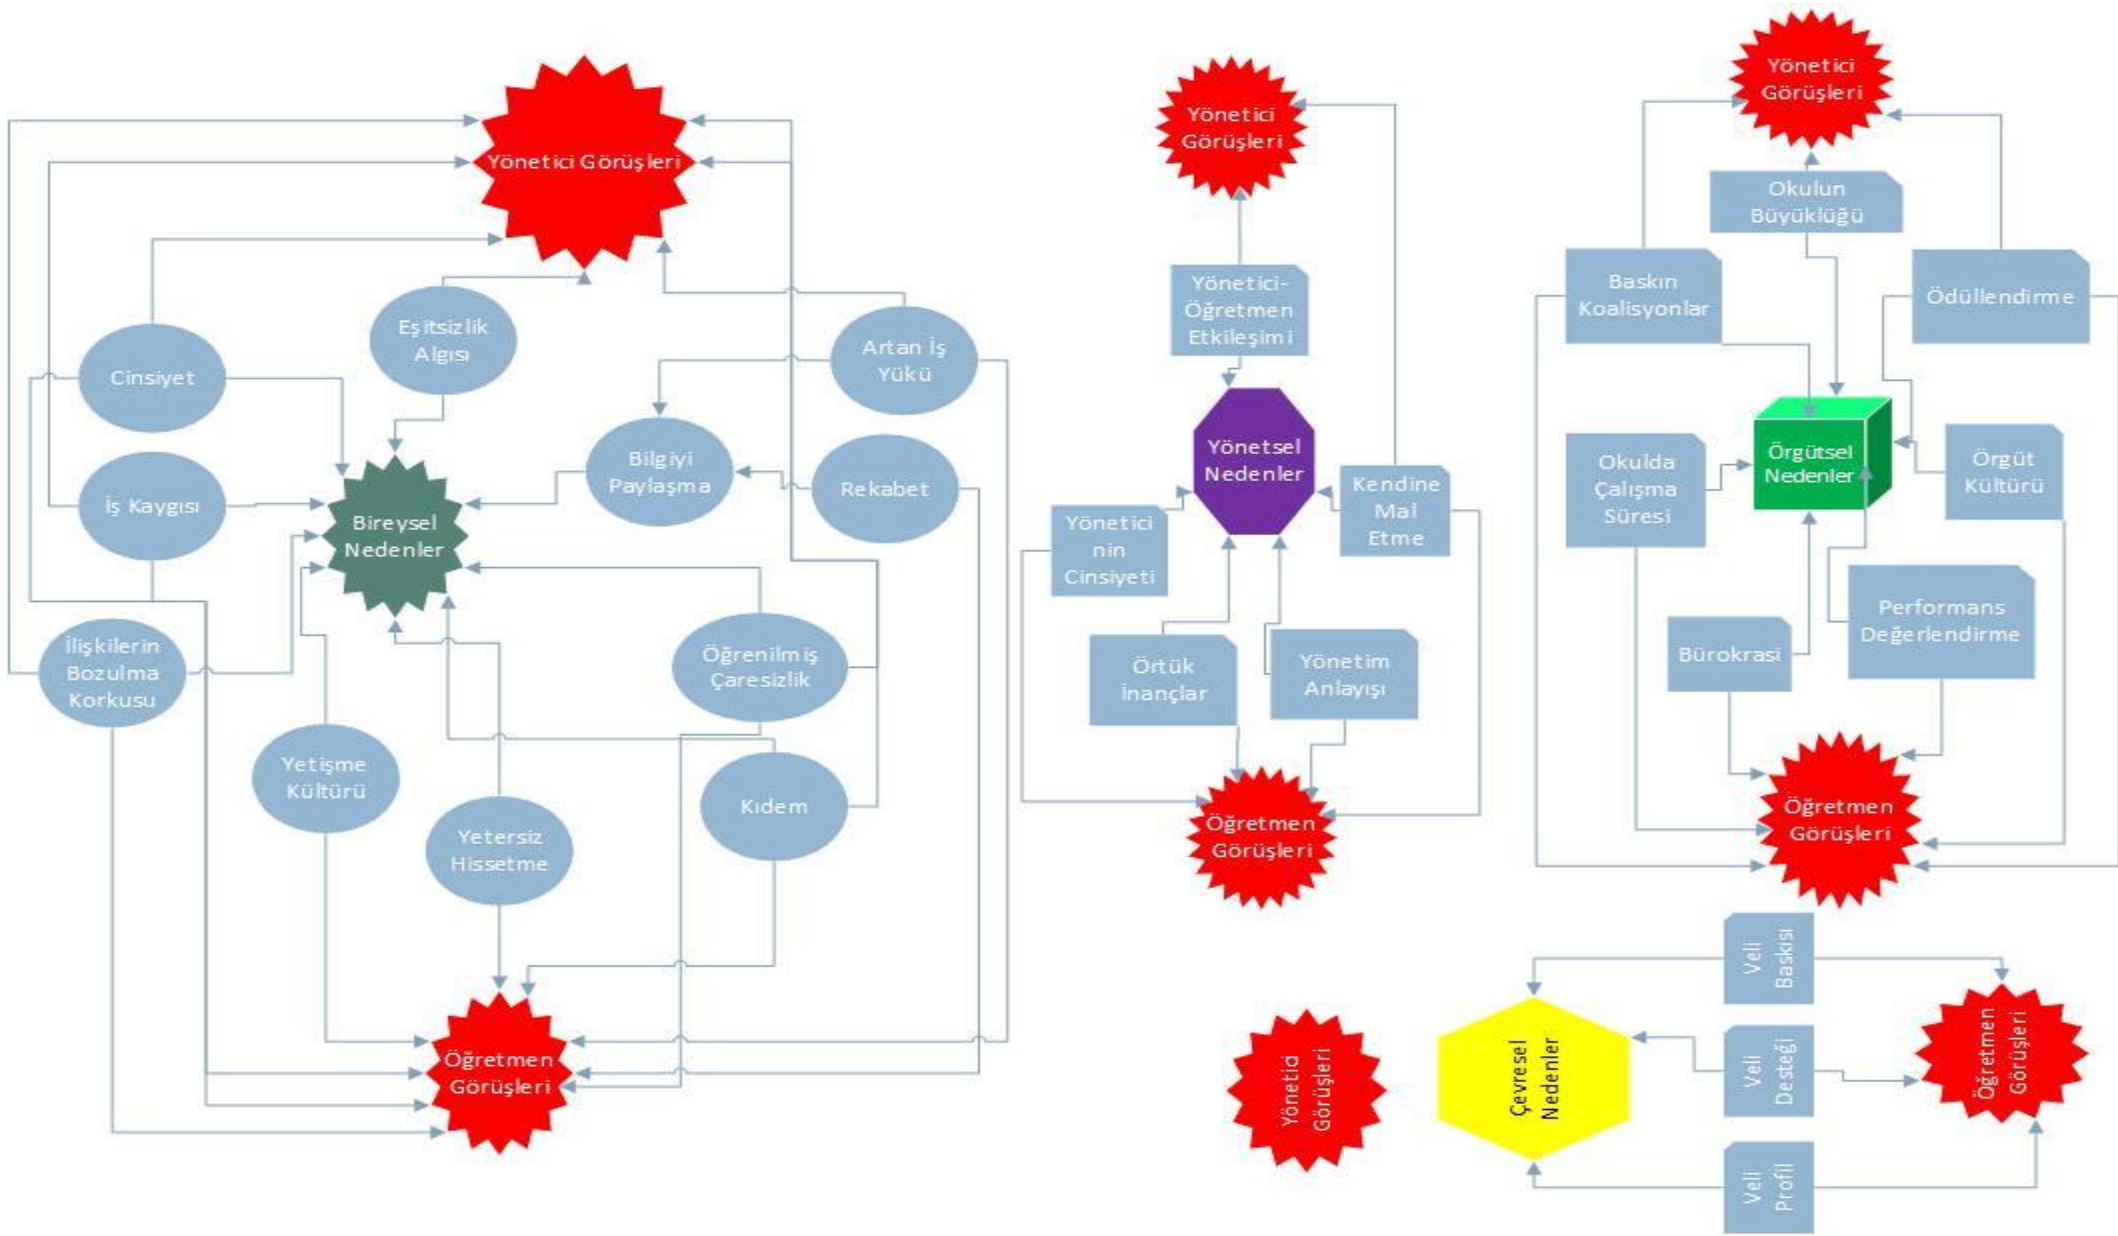 Yönetici Görüşleri
Cinsiyet
Eşitsizlik
Algısı
Artan İş
Yükü
İş Kaygısı
Bireysel
Nedenler
Bilgiyi
Paylaşma
Rekabet
İlişkilerin
Bozulma
Korkusu
Öğrenilmiş
Çaresizlik
Yetişme
Kültürü
Yetersiz
Hissetme
Kıdem
Öğretmen
Görüşleri
Yönetici
Görüşleri
Yönetici-
Öğretmen
Etkileşimi
Yönetsel
Nedenler
Yönetici
nin
Cinsiyeti
Kendine
Mal
Etme
Örtük
İnançlar
Yönetim
Anlayışı
Öğretmen
Görüşleri
Yönetici
Görüşleri
Okulun
Büyüklüğü
Baskın
Koalisyonlar
Ödüllendirme
Örgütsel
Nedenler
Okulda
Çalışma
Süresi
Örgüt
Kültürü
Bürokrasi
Performans
Değerlendirme
Öğretmen
Görüşleri
Yönetid
Görüşleri
Çevresel
Nedenler
Veli
Baskısı
Veli
Desteği
Veli
Profil
Öğretmen
Görüşleri